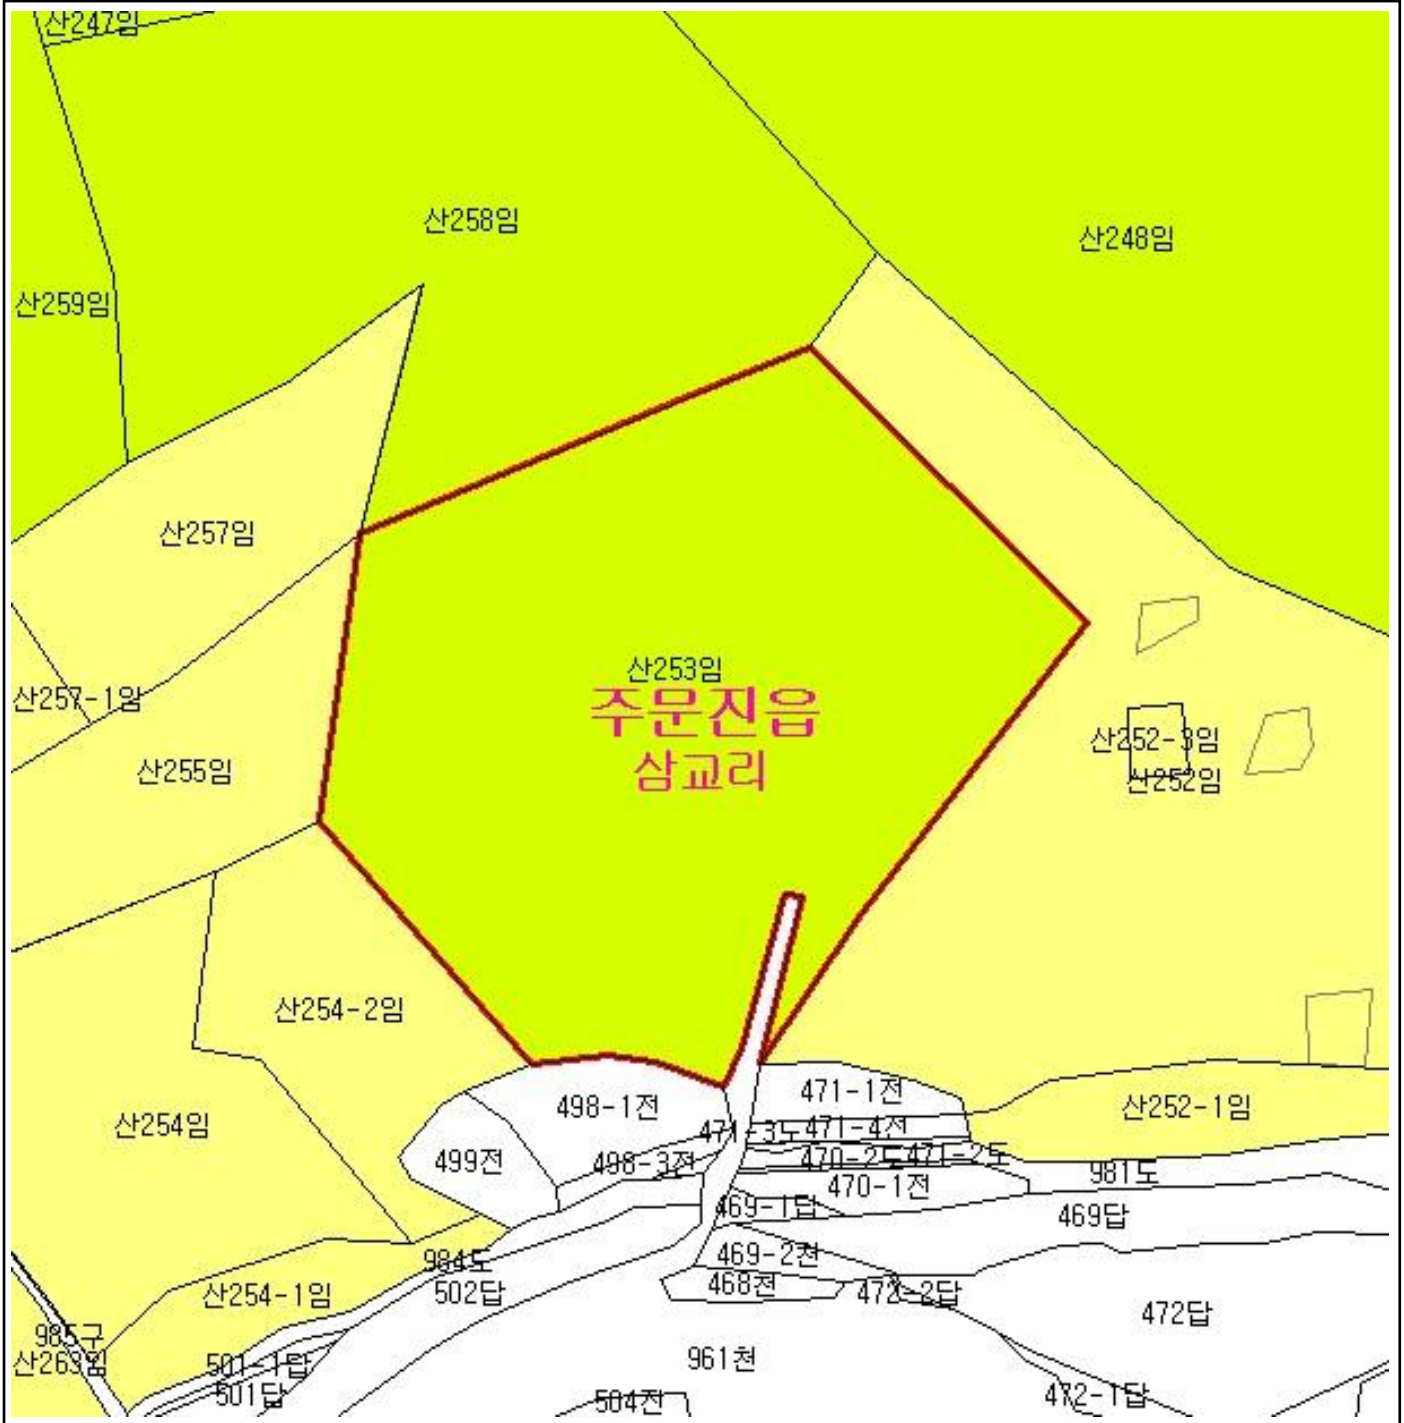 산247임
산258임
산248임
산259임
산257임
산253임
주문진읍
삼교리
산257-1임
산255임
산252-3임
산252임
산254-2임
471-1전
498-1전
산252-1임
산254임
471-3도
471-4전
470-2도
471-2도
499전
498-3전
981도
470-1전
469-1답
469답
984도
469-2천
468전
472-2답
산254-1임
502답
472답
985구
산263임
961천
501-1답
501답
504전
472-1답